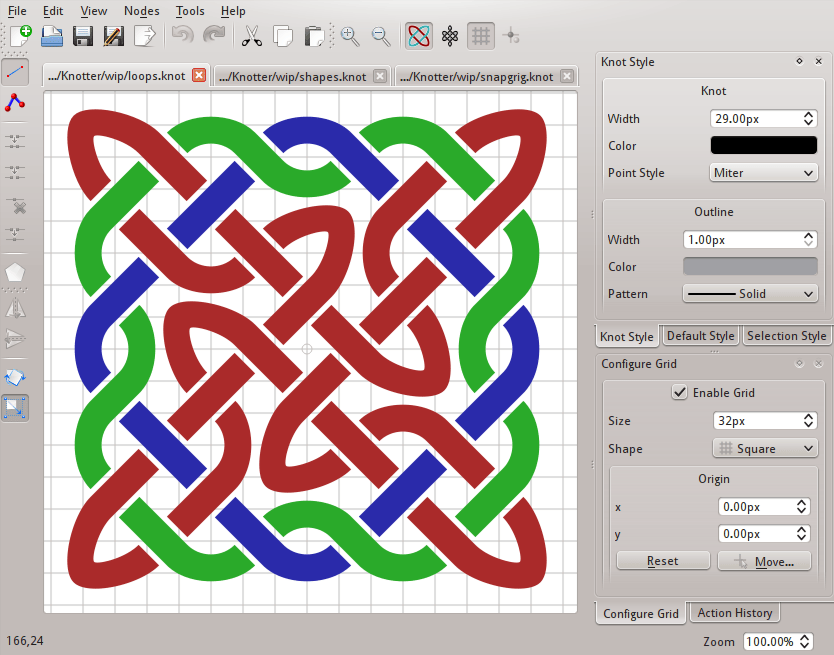 File Edit View Nodes Tools Help
.../Knotter/wip/loops.knot .../Knotter/wip/shapes.knot .../Knotter/wip/snapgrig.knot
Knot Style
Knot
Width 29.00px
Color
Point Style Miter
Outline
Width 1.00px
Color
Pattern Solid
Knot Style Default Style Selection Style
Configure Grid
Enable Grid
Size 32px
Shape Square
Origin
x 0.00px
y 0.00px
Reset Move...
Configure Grid Action History
166,24 Zoom 100.00%